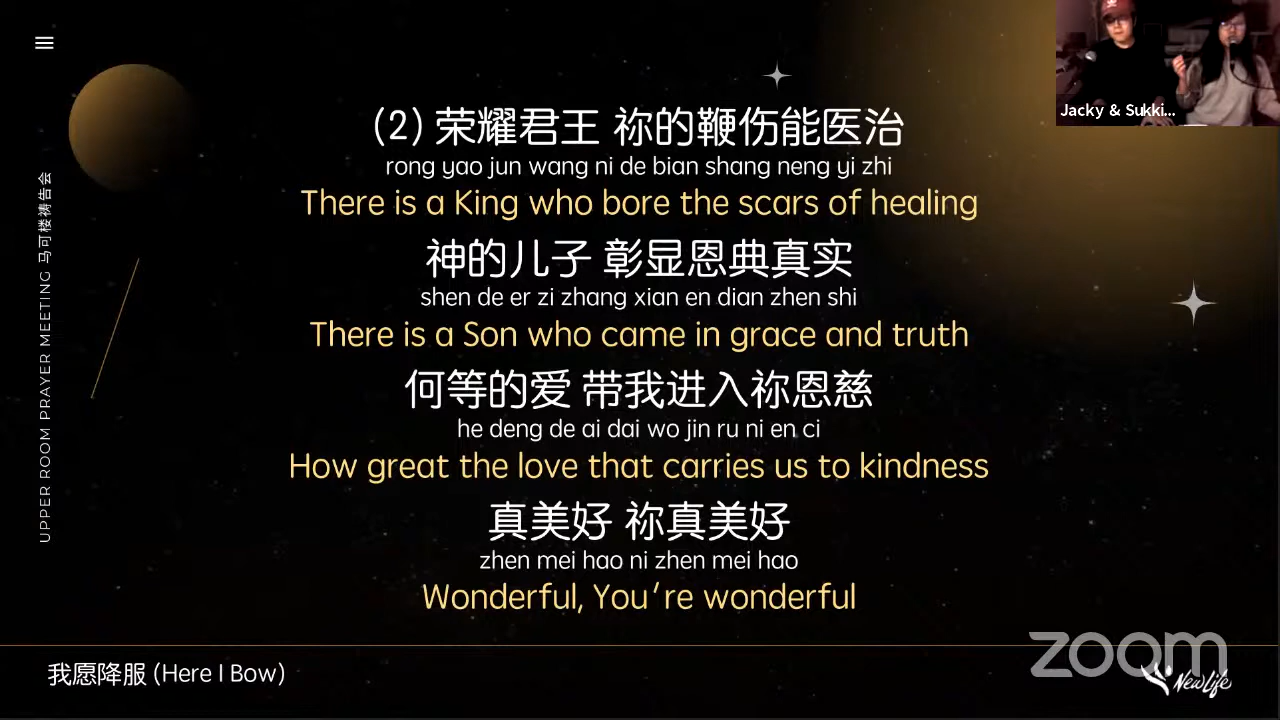 Jacky & Sukki...
UPPER ROOM PRAYER MEETING 马可楼祷告会
(2) 荣耀君王 祢的鞭伤能医治
rong yao jun wang ni de bian shang neng yi zhi
There is a King who bore the scars of healing
神的儿子 彰显恩典真实
shen de er zi zhang xian en dian zhen shi
There is a Son who came in grace and truth
何等的爱 带我进入祢恩慈
he deng de ai dai wo jin ru ni en ci
How great the love that carries us to kindness
真美好 祢真美好
zhen mei hao ni zhen mei hao
Wonderful, You're wonderful
我愿降服 (Here I Bow)
zoom
NewLife